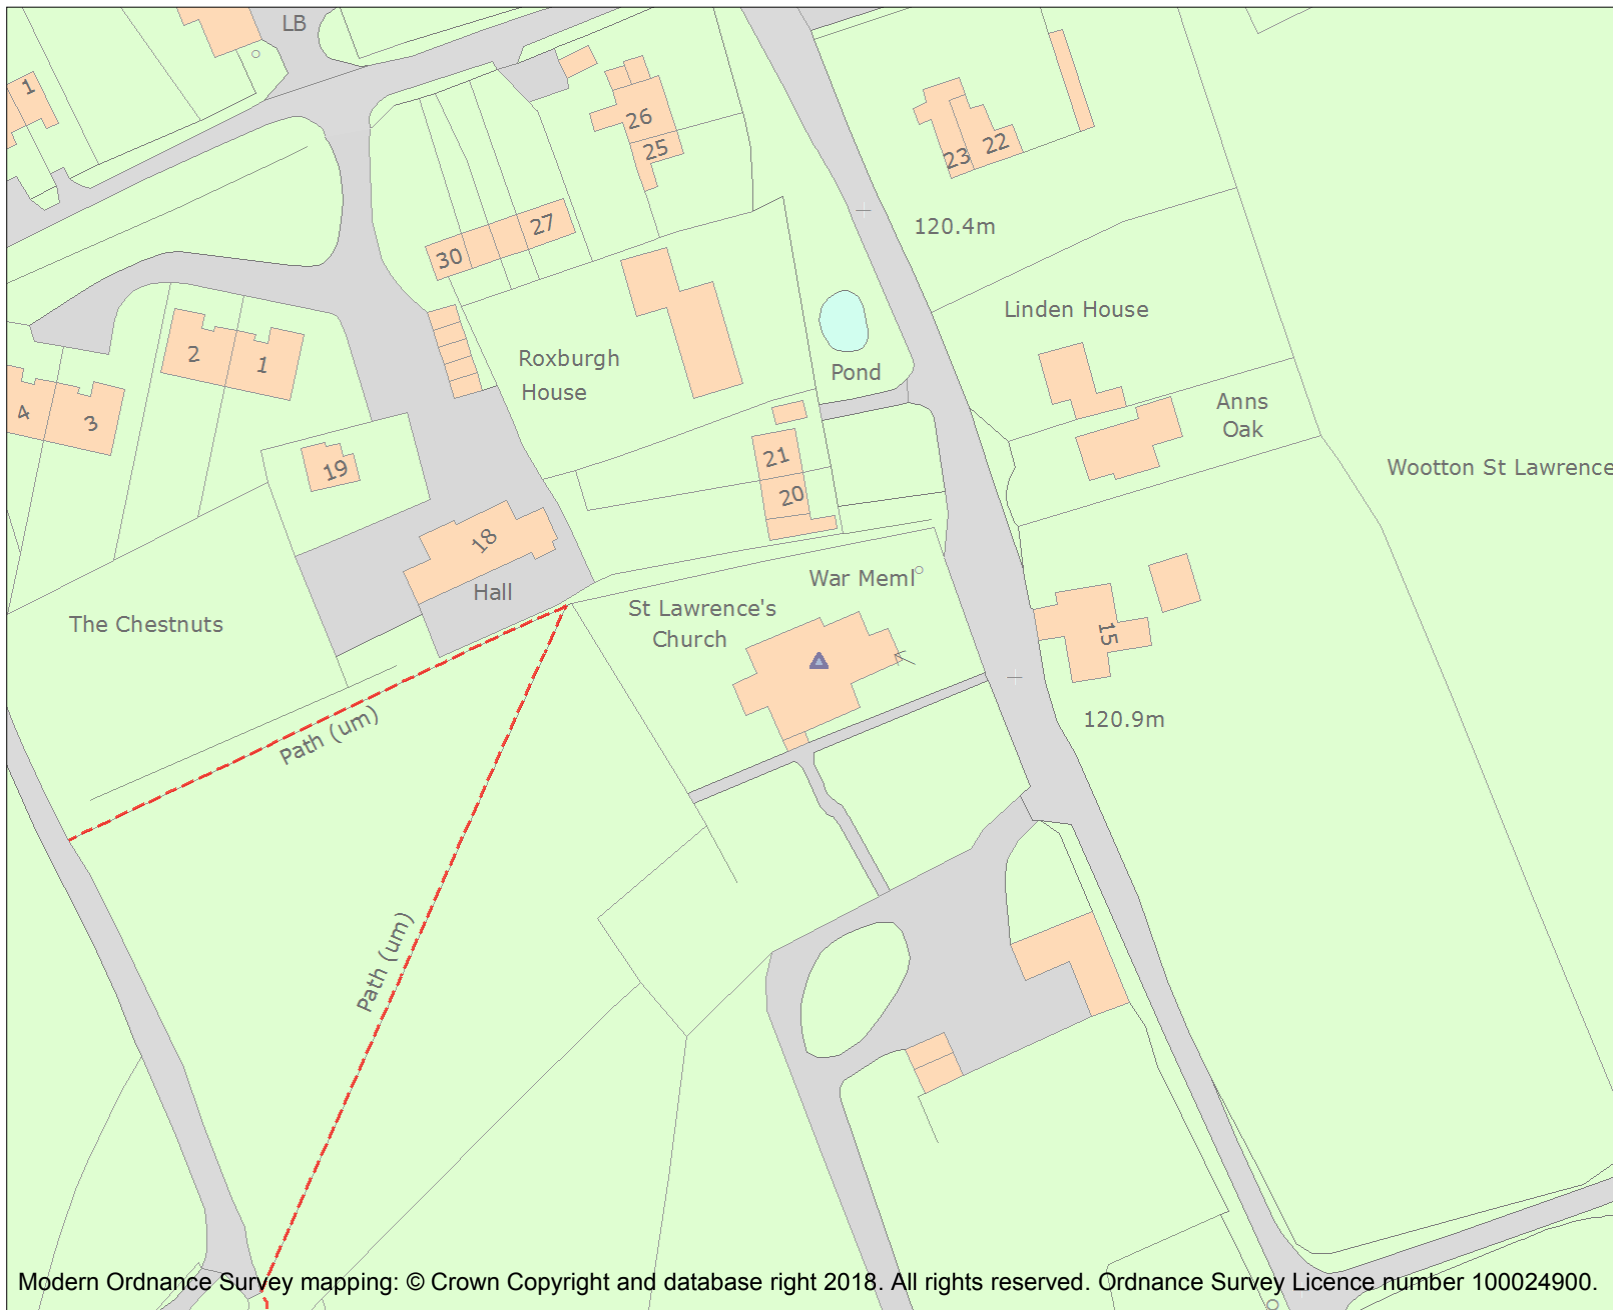 LB
1
26
25
23
22
120.4m
27
30
Linden House
2
1
Roxburgh
House
Pond
4
3
Anns
Oak
19
21
20
Wootton St Lawrence
18
Hall
War Meml
The Chestnuts
St Lawrence's
Church
15
Path (um)
120.9m
Path (um)
Modern Ordnance Survey mapping: © Crown Copyright and database right 2018. All rights reserved. Ordnance Survey Licence number 100024900.